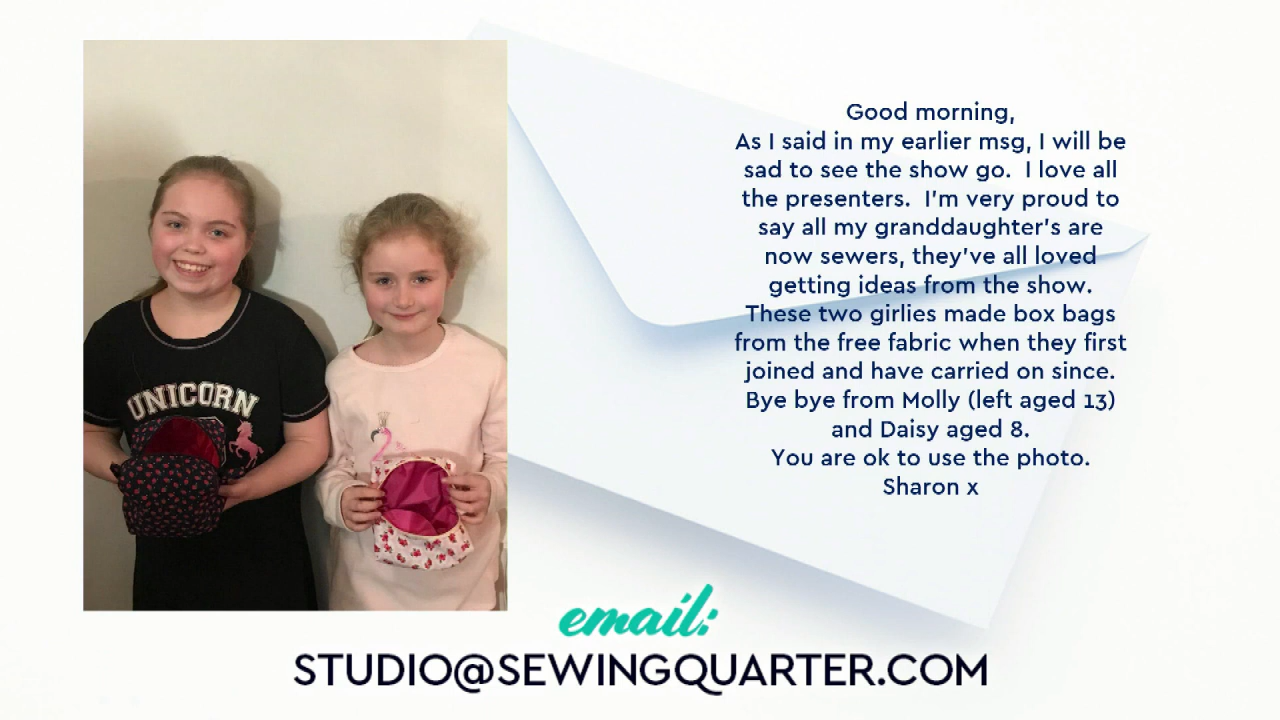 Good morning,
As I said in my earlier msg, I will be
sad to see the show go.  I love all
the presenters.  I'm very proud to
say all my granddaughter's are
now sewers, they've all loved
getting ideas from the show.
These two girlies made box bags
from the free fabric when they first
joined and have carried on since.
Bye bye from Molly (left aged 13)
and Daisy aged 8.
You are ok to use the photo.
Sharon x
UNICORN
email:
STUDIO@SEWINGQUARTER.COM